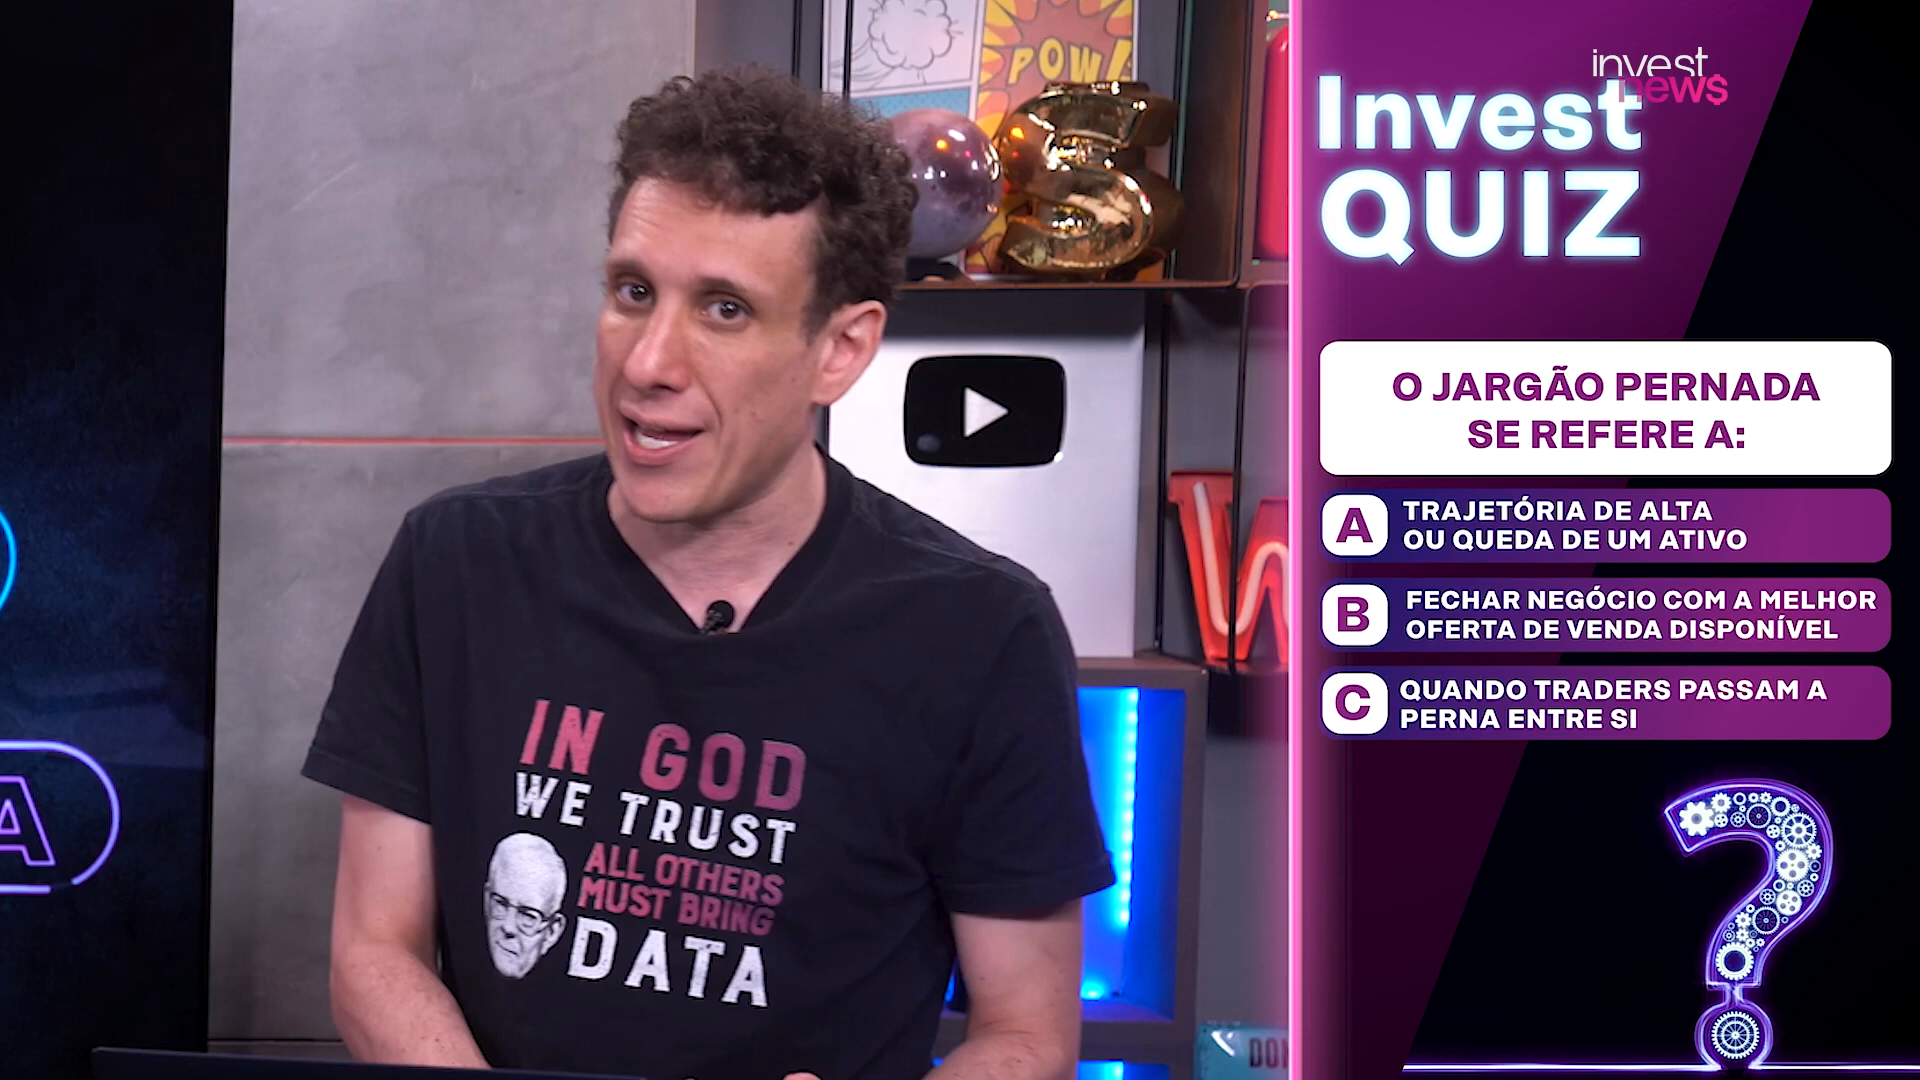 POW!
S
W
A
IN GOD
WE TRUST
ALL OTHERS
MUST BRING
DATA
DON
invest
new$
Invest
QUIZ
O JARGÃO PERNADA
SE REFERE A:
A
TRAJETÓRIA DE ALTA
OU QUEDA DE UM ATIVO
B
FECHAR NEGÓCIO COM A MELHOR
OFERTA DE VENDA DISPONÍVEL
C
QUANDO TRADERS PASSAM A
PERNA ENTRE SI
?